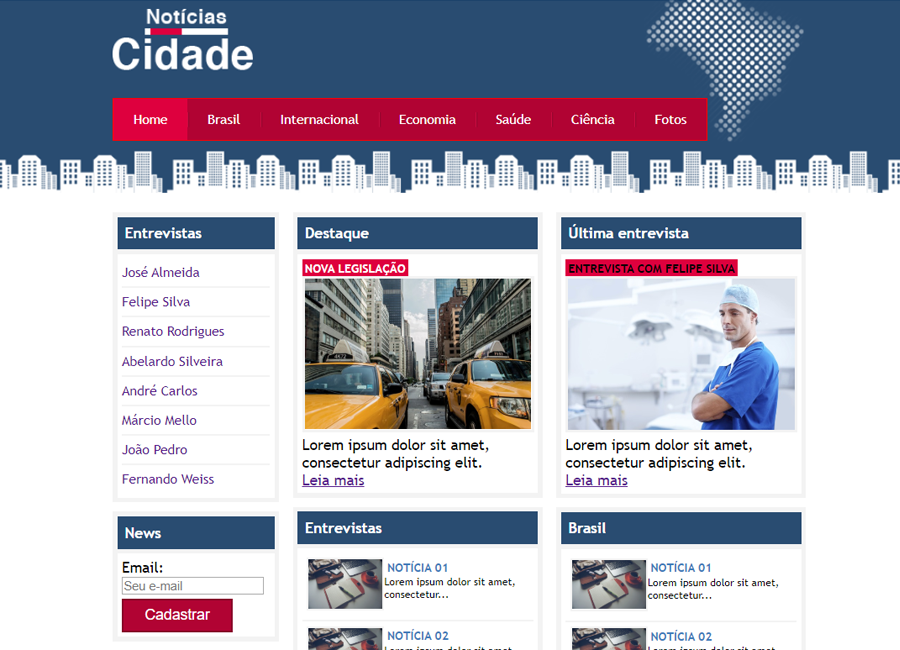 Notícias
Cidade
Home Brasil Internacional Economia Saúde Ciência Fotos
Entrevistas
José Almeida
Felipe Silva
Renato Rodrigues
Abelardo Silveira
André Carlos
Márcio Mello
João Pedro
Fernando Weiss
News
Email:
Seu e-mail
Cadastrar
Destaque
NOVA LEGISLAÇÃO
Lorem ipsum dolor sit amet,
consectetur adipiscing elit.
Leia mais
Última entrevista
ENTREVISTA COM FELIPE SILVA
Lorem ipsum dolor sit amet,
consectetur adipiscing elit.
Leia mais
Entrevistas
NOTÍCIA 01
Lorem ipsum dolor sit amet,
consectetur...
NOTÍCIA 02
Brasil
NOTÍCIA 01
Lorem ipsum dolor sit amet,
consectetur...
NOTÍCIA 02